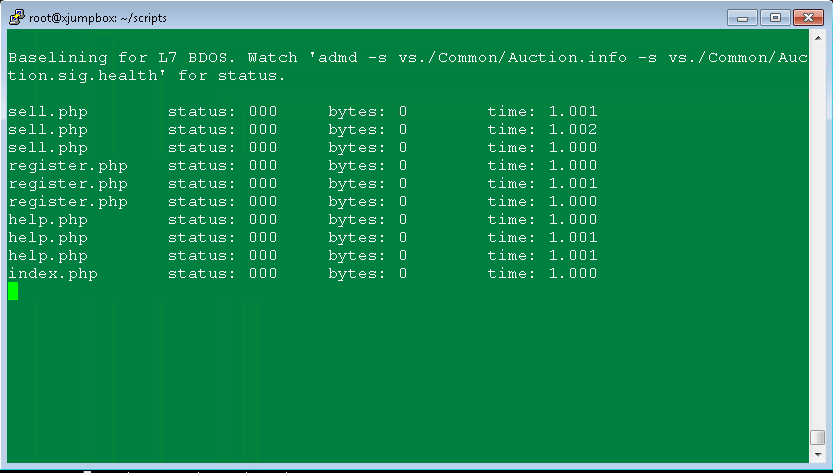 root@xjumpbox: ~/scripts
Baselining for L7 BDOS. Watch 'admd -s vs./Common/Auction.info -s vs./Common/Auc
tion.sig.health' for status.
sell.php status: 000 bytes: 0 time: 1.001
sell.php status: 000 bytes: 0 time: 1.002
sell.php status: 000 bytes: 0 time: 1.000
register.php status: 000 bytes: 0 time: 1.000
register.php status: 000 bytes: 0 time: 1.001
register.php status: 000 bytes: 0 time: 1.000
help.php status: 000 bytes: 0 time: 1.000
help.php status: 000 bytes: 0 time: 1.001
help.php status: 000 bytes: 0 time: 1.001
index.php status: 000 bytes: 0 time: 1.000